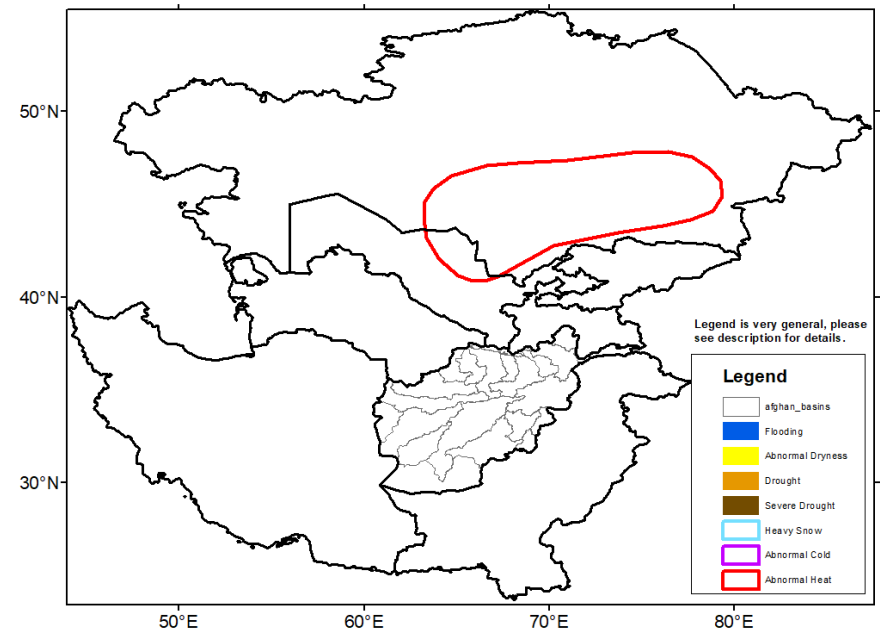 50°N
40°N
30°N
50°E
60°E
70°E
80°E
Legend is very general, please
see description for details.
Legend
afghan_basins
Flooding
Abnormal Dryness
Drought
Severe Drought
Heavy Snow
Abnormal Cold
Abnormal Heat